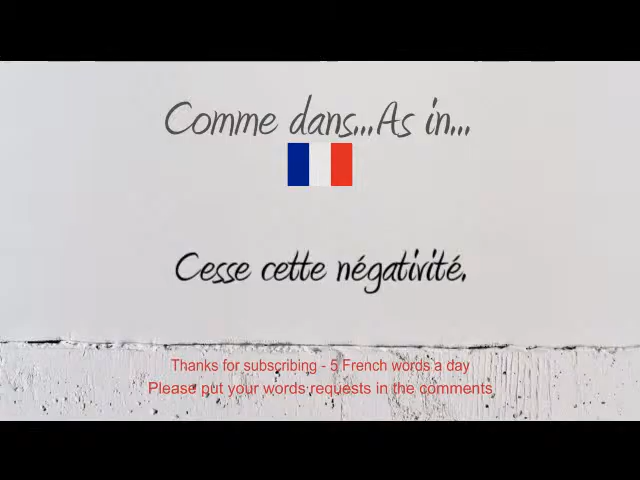 Comme dans...As in...
Cesse cette négativité.
Thanks for subscribing - 5 French words a day
Please put your words requests in the comments